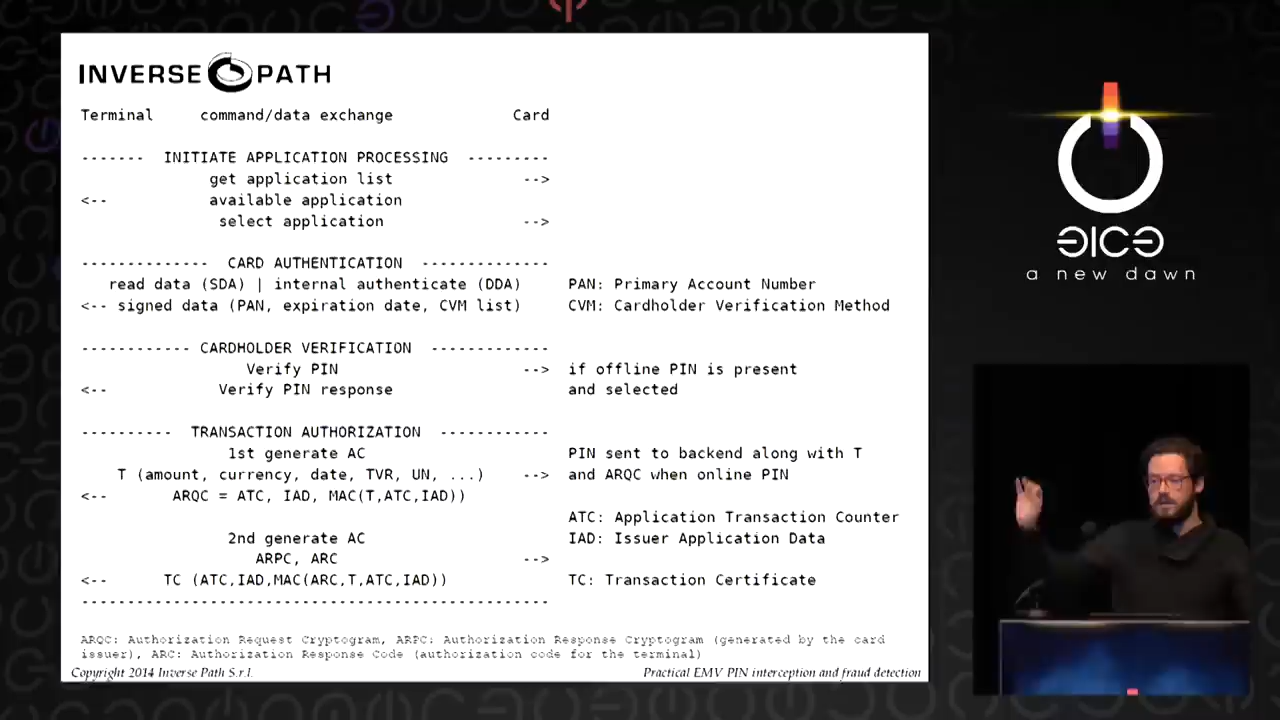 INVERSE PATH
Terminal command/data exchange Card
------- INITIATE APPLICATION PROCESSING ---------
get application list -->
<-- available application
select application -->
-------------- CARD AUTHENTICATION --------------
read data (SDA) | internal authenticate (DDA) PAN: Primary Account Number
<-- signed data (PAN, expiration date, CVM list) CVM: Cardholder Verification Method
------------ CARDHOLDER VERIFICATION -------------
Verify PIN --> if offline PIN is present
<-- Verify PIN response and selected
---------- TRANSACTION AUTHORIZATION ------------
1st generate AC PIN sent to backend along with T
T (amount, currency, date, TVR, UN, ...) --> and ARQC when online PIN
<-- ARQC = ATC, IAD, MAC(T,ATC,IAD))
ATC: Application Transaction Counter
2nd generate AC IAD: Issuer Application Data
ARPC, ARC -->
<-- TC (ATC,IAD,MAC(ARC,T,ATC,IAD)) TC: Transaction Certificate
---------------------------------------------------
ARQC: Authorization Request Cryptogram, ARPC: Authorization Response Cryptogram (generated by the card
issuer), ARC: Authorization Response Code (authorization code for the terminal)
Copyright 2014 Inverse Path S.r.l. Practical EMV PIN interception and fraud detection
a new dawn